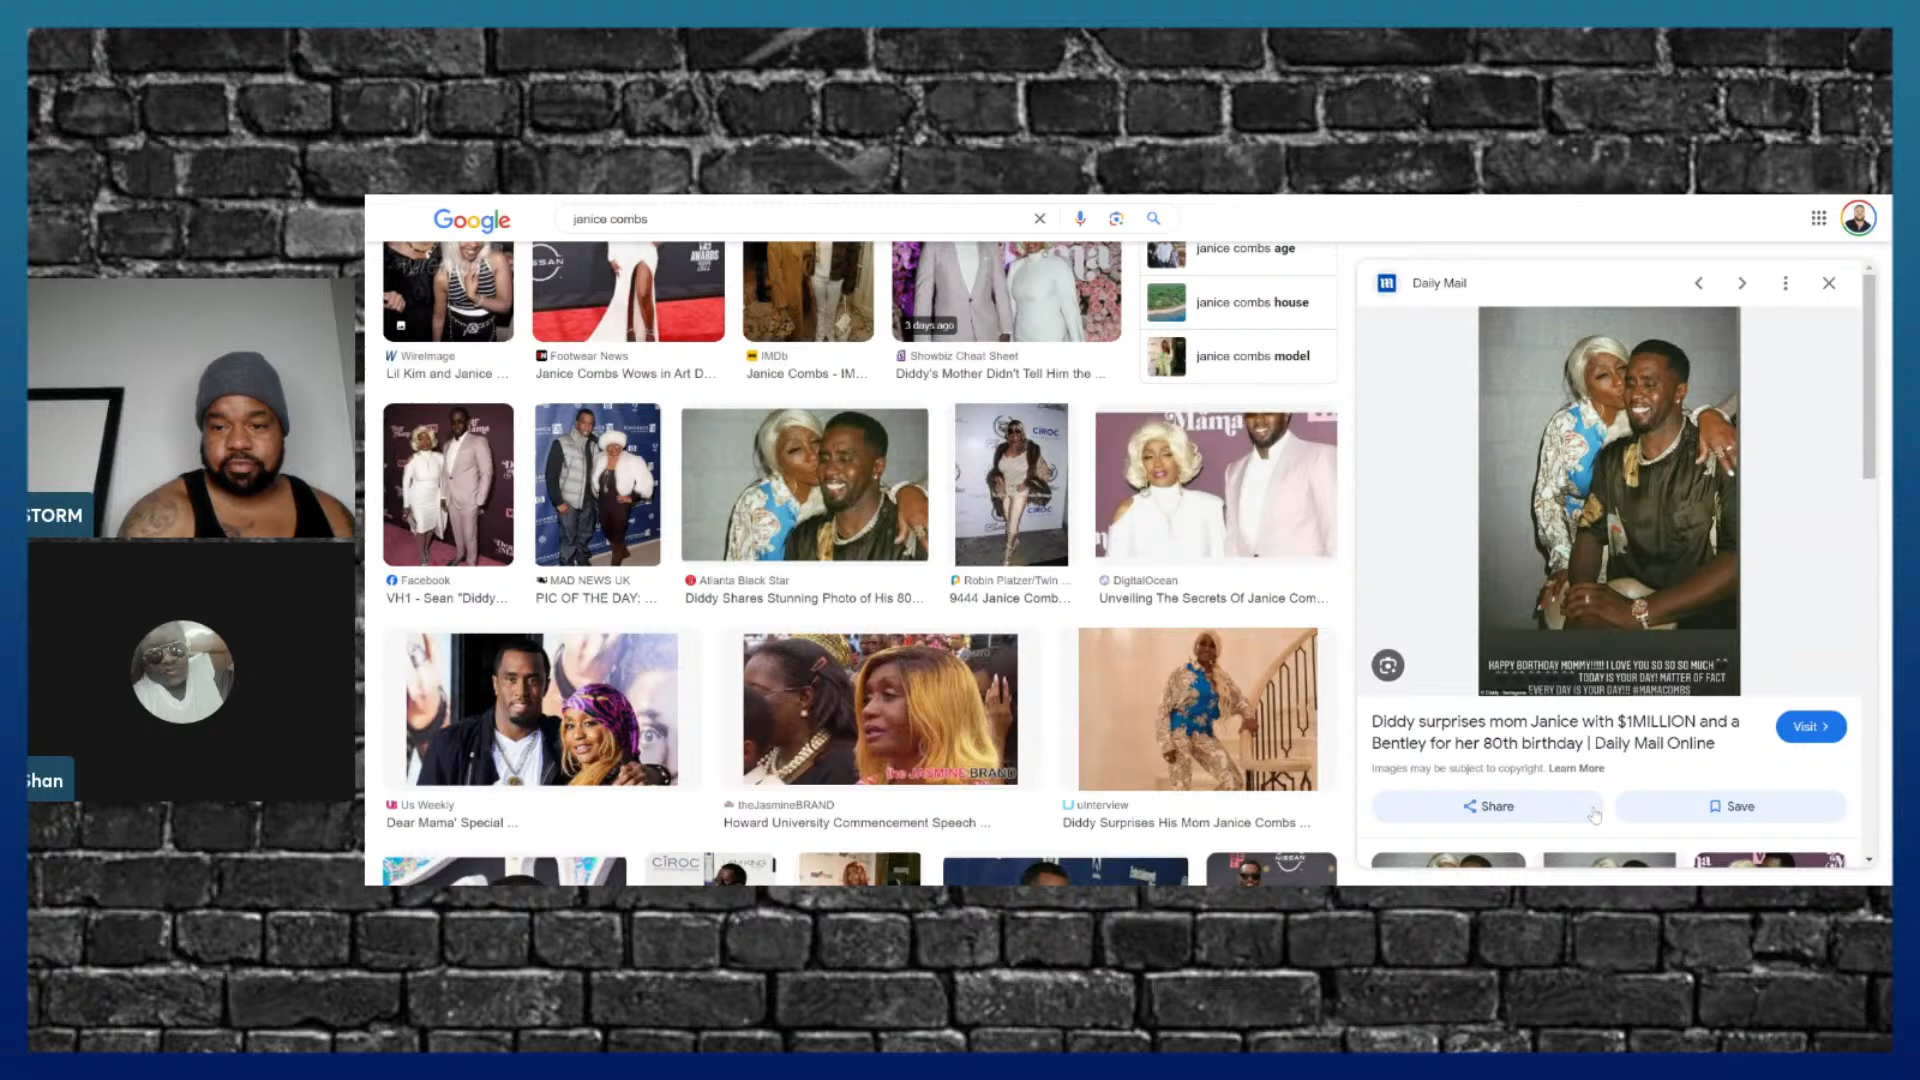 Google
janice combs
janice combs age
janice combs house
janice combs model
NISSAN
AWARDS
3 days ago
WireImage
Lil Kim and Janice ...
Footwear News
Janice Combs Wows in Art D...
IMDb
Janice Combs - IM...
Showbiz Cheat Sheet
Diddy's Mother Didn't Tell Him the ...
STORM
Mama
CIROC
CIROC
Facebook
VH1 - Sean "Diddy...
MAD NEWS UK
PIC OF THE DAY: ...
Atlanta Black Star
Diddy Shares Stunning Photo of His 80...
Robin Platzer/Twin ...
9444 Janice Comb...
DigitalOcean
Unveiling The Secrets Of Janice Com...
Shan
the JASMINE BRAND
Us Weekly
Dear Mama' Special ...
theJasmineBRAND
Howard University Commencement Speech ...
uInterview
Diddy Surprises His Mom Janice Combs ...
CÎROC
NISSAN
Daily Mail
HAPPY BORTHDAY MOMMY!!!!! I LOVE YOU SO SO SO MUCH
TODAY IS YOUR DAY! MATTER OF FACT
EVERY DAY IS YOUR DAY!!! #MAMACOMBS
Diddy surprises mom Janice with $1MILLION and a
Bentley for her 80th birthday | Daily Mail Online
Visit
Images may be subject to copyright. Learn More
Share
Save